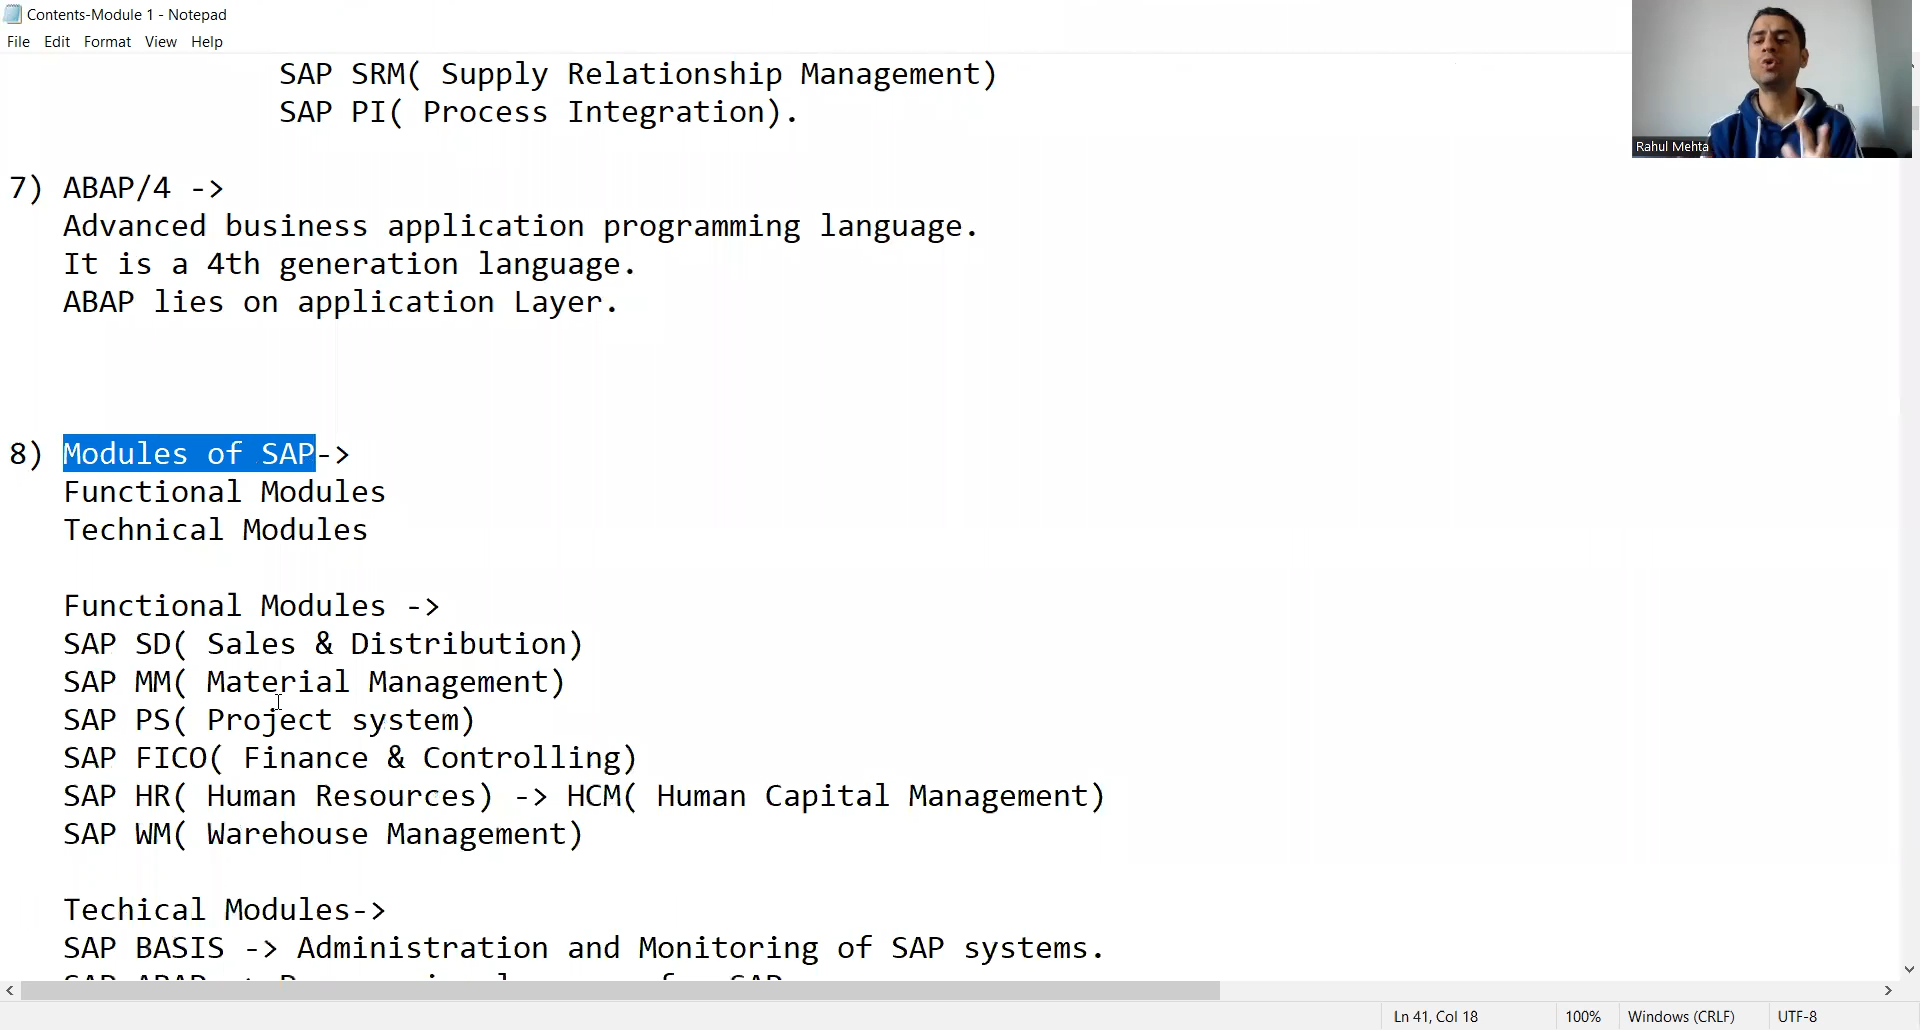 Contents-Module 1 - Notepad
File Edit Format View Help
SAP SRM( Supply Relationship Management)
SAP PI( Process Integration).
7) ABAP/4 ->
Advanced business application programming language.
It is a 4th generation language.
ABAP lies on application Layer.
8) Modules of SAP->
Functional Modules
Technical Modules
Functional Modules ->
SAP SD( Sales & Distribution)
SAP MM( Material Management)
SAP PS( Project system)
SAP FICO( Finance & Controlling)
SAP HR( Human Resources) -> HCM( Human Capital Management)
SAP WM( Warehouse Management)
Techical Modules->
SAP BASIS -> Administration and Monitoring of SAP systems.
Rahul Mehta
Ln 41, Col 18 100% Windows (CRLF) UTF-8